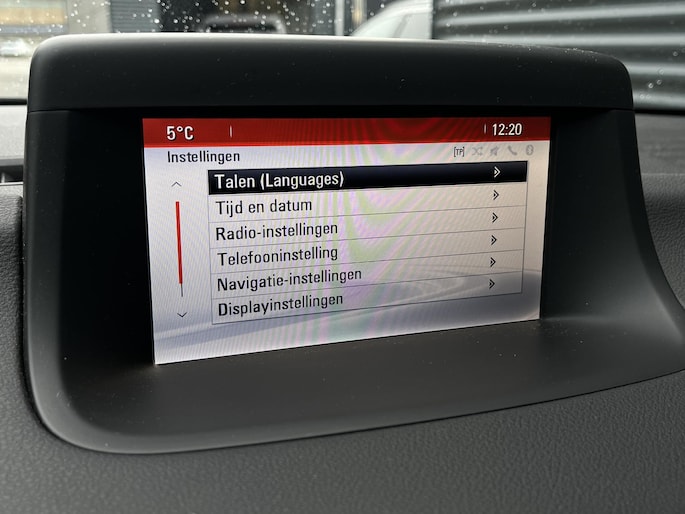 5°C 12:20
Instellingen [TP]
Talen (Languages)
Tijd en datum
Radio-instellingen
Telefooninstelling
Navigatie-instellingen
Displayinstellingen